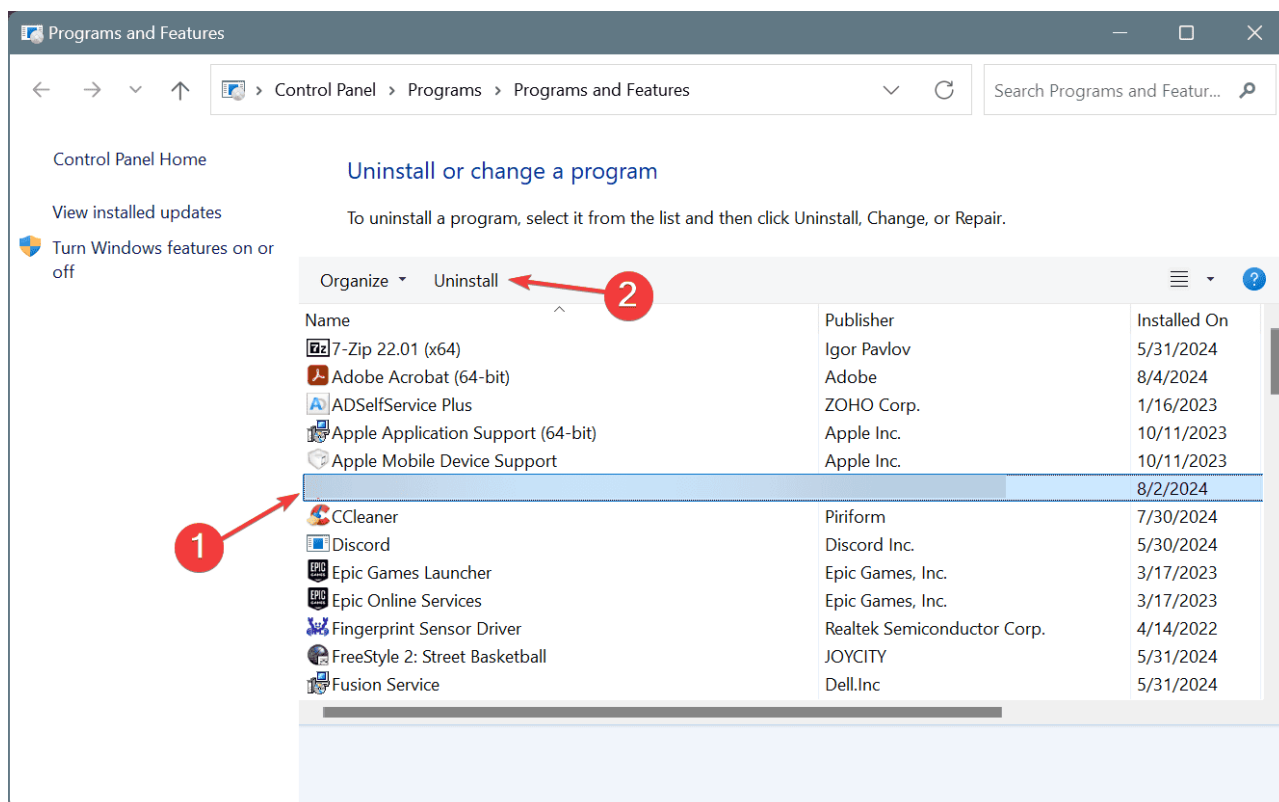 Programs and Features
Control Panel > Programs > Programs and Features
Search Programs and Featur...
Control Panel Home
View installed updates
Turn Windows features on or
off
Uninstall or change a program
To uninstall a program, select it from the list and then click Uninstall, Change, or Repair.
Organize Uninstall 2 ?
Name Publisher Installed On
7z 7-Zip 22.01 (x64) Igor Pavlov 5/31/2024
Adobe Acrobat (64-bit) Adobe 8/4/2024
ADSelfService Plus ZOHO Corp. 1/16/2023
Apple Application Support (64-bit) Apple Inc. 10/11/2023
Apple Mobile Device Support Apple Inc. 10/11/2023
8/2/2024
1
CCleaner Piriform 7/30/2024
Discord Discord Inc. 5/30/2024
EPIC GAMES Epic Games Launcher Epic Games, Inc. 3/17/2023
EPIC GAMES Epic Online Services Epic Games, Inc. 3/17/2023
Fingerprint Sensor Driver Realtek Semiconductor Corp. 4/14/2022
FreeStyle 2: Street Basketball JOYCITY 5/31/2024
Fusion Service Dell.Inc 5/31/2024